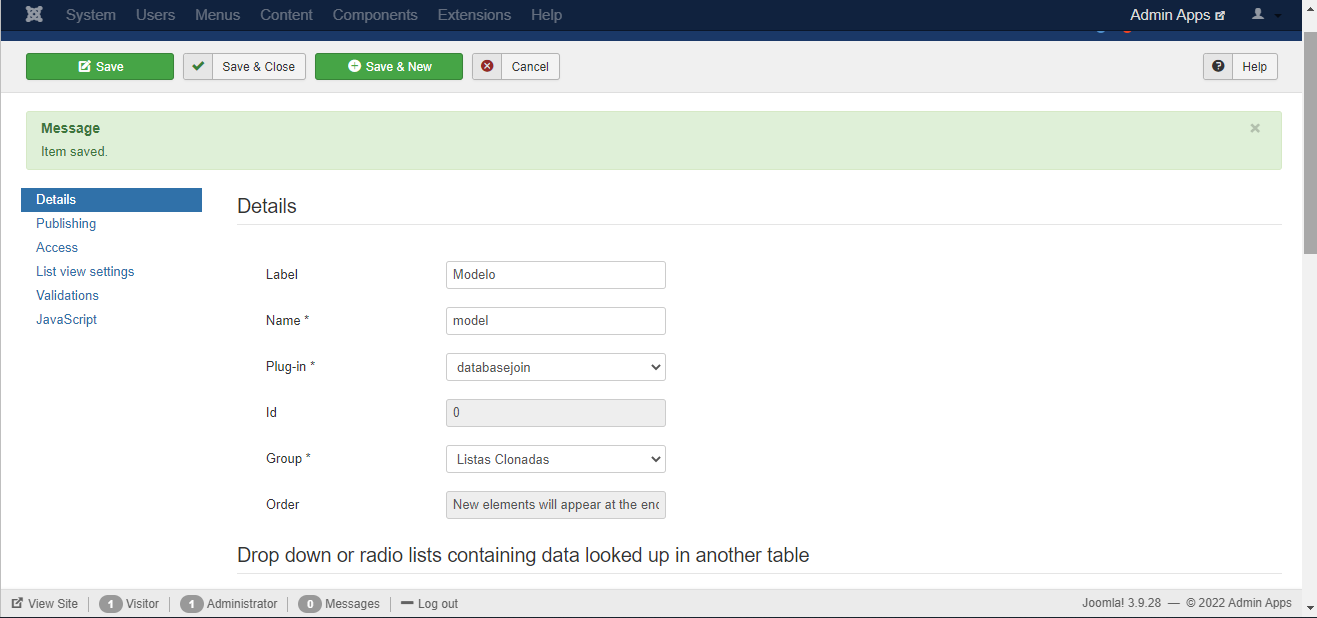 System Users Menus Content Components Extensions Help Admin Apps
Save Save & Close Save & New Cancel ? Help
Message ×
Item saved.
Details
Publishing
Access
List view settings
Validations
JavaScript
Details
Label Modelo
Name * model
Plug-in * databasejoin
Id 0
Group * Listas Clonadas
Order New elements will appear at the end
Drop down or radio lists containing data looked up in another table
View Site 1 Visitor 1 Administrator 0 Messages Log out Joomla! 3.9.28 — © 2022 Admin Apps